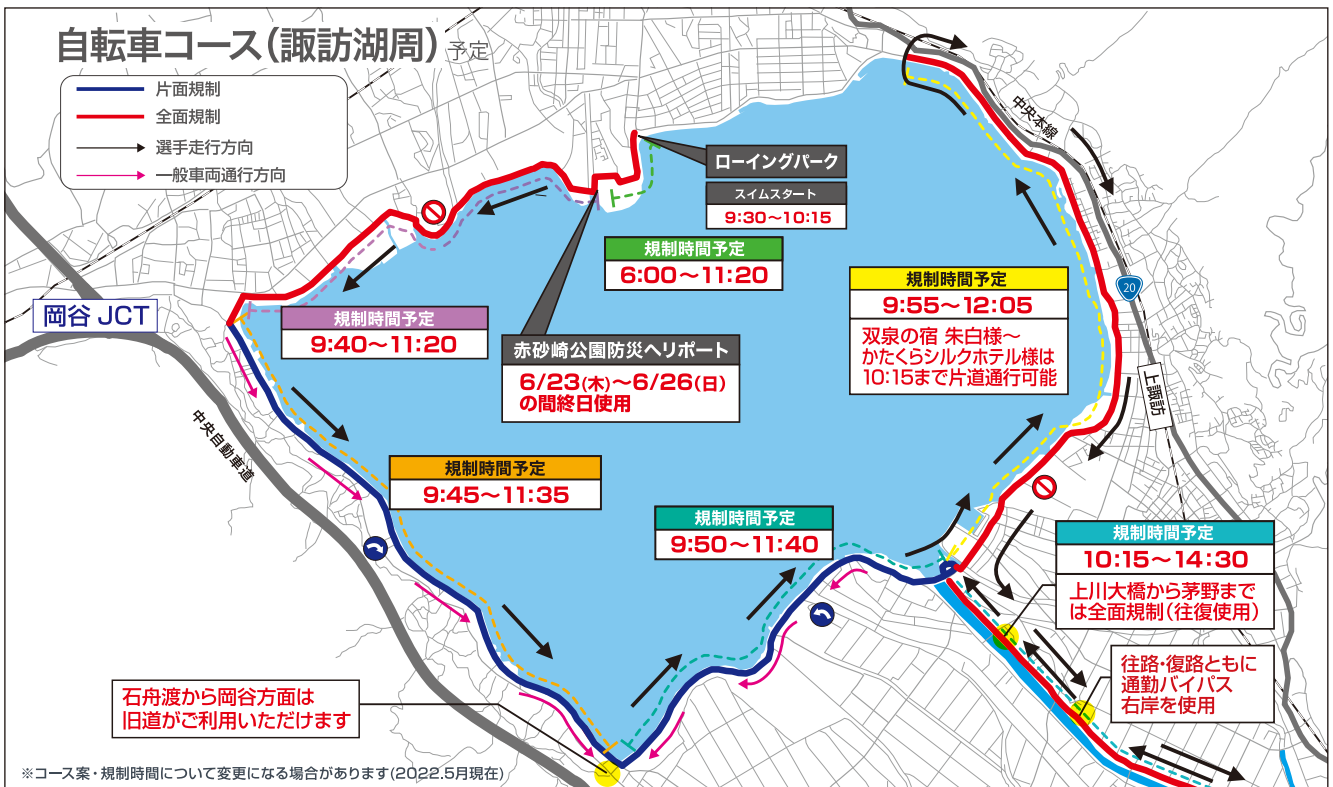 自転車コース(諏訪湖周)予定
片面規制
全面規制
選手走行方向
一般車両通行方向
中央本線
ローイングパーク
スイムスタート
9:30〜10:15
規制時間予定
6:00〜11:20
規制時間予定
9:55〜12:05
双泉の宿 朱白様〜
かたくらシルクホテル様は
10:15まで片道通行可能
20
岡谷 JCT
規制時間予定
9:40〜11:20
赤砂崎公園防災ヘリポート
6/23(木)〜6/26(日)
の間終日使用
上諏訪
中央自動車道
規制時間予定
9:45〜11:35
規制時間予定
9:50〜11:40
規制時間予定
10:15〜14:30
上川大橋から茅野まで
は全面規制(往復使用)
往路・復路ともに
通勤バイパス
右岸を使用
石舟渡から岡谷方面は
旧道がご利用いただけます
※コース案・規制時間について変更になる場合があります(2022.5月現在)